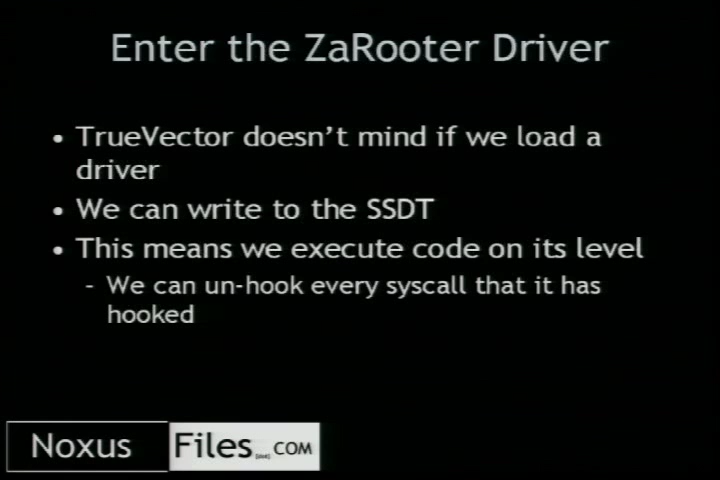 Enter the ZaRooter Driver
• TrueVector doesn't mind if we load a
driver
• We can write to the SSDT
• This means we execute code on its level
- We can un-hook every syscall that it has
hooked
Noxus Files [dot] COM